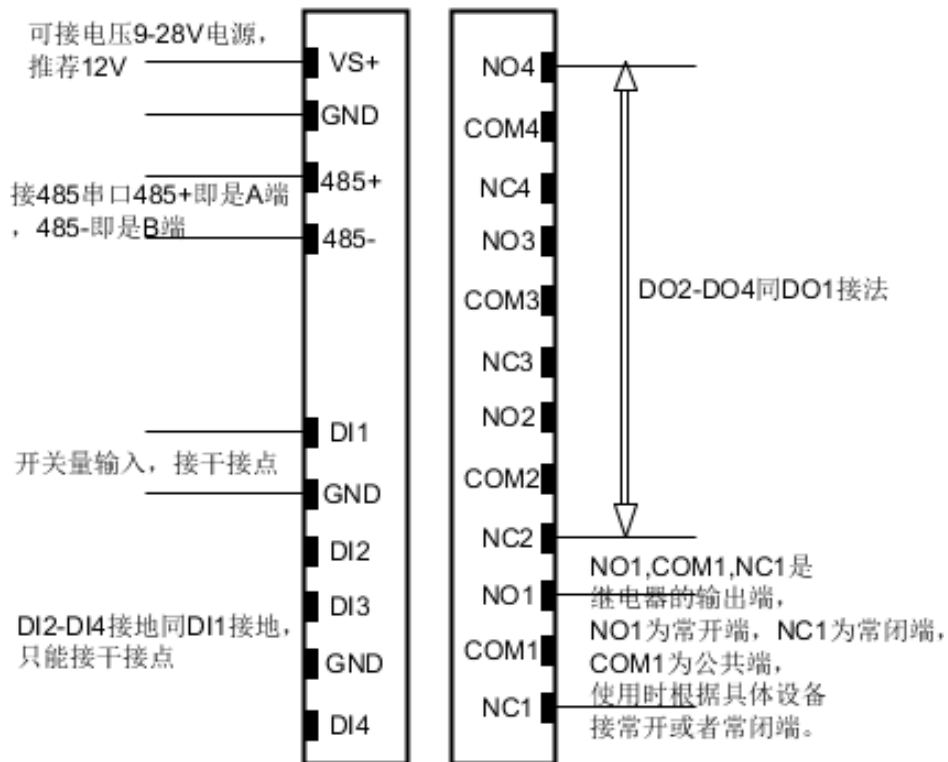 可接电压9-28V电源，
推荐12V
VS+
GND
接485串口485+即是A端
，485-即是B端
485+
485-
DI1
开关量输入，接干接点
GND
DI2
DI3
DI2-DI4接地同DI1接地，
只能接干接点
GND
DI4
NO4
COM4
NC4
NO3
COM3
NC3
NO2
COM2
NC2
NO1
COM1
NC1
DO2-DO4同DO1接法
NO1,COM1,NC1是
继电器的输出端，
NO1为常开端，NC1为常闭端，
COM1为公共端，
使用时根据具体设备
接常开或者常闭端。